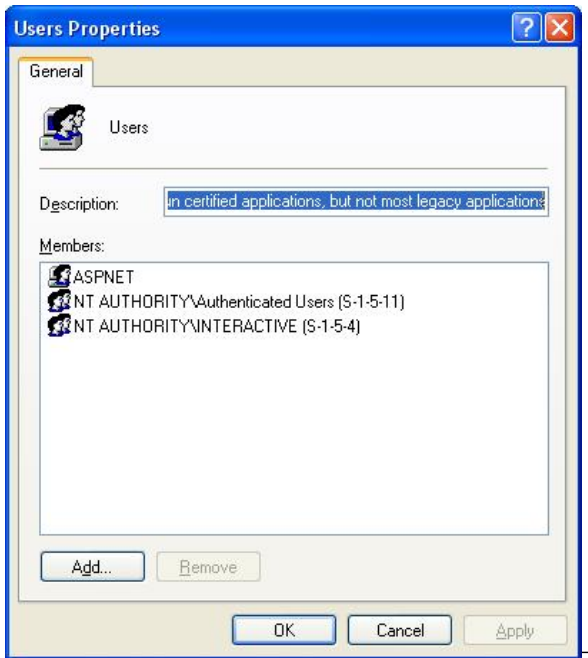 Users Properties
General
Users
Description: un certified applications, but not most legacy applications
Members:
ASPNET
NT AUTHORITY\Authenticated Users (S-1-5-11)
NT AUTHORITY\INTERACTIVE (S-1-5-4)
Add... Remove
OK Cancel Apply